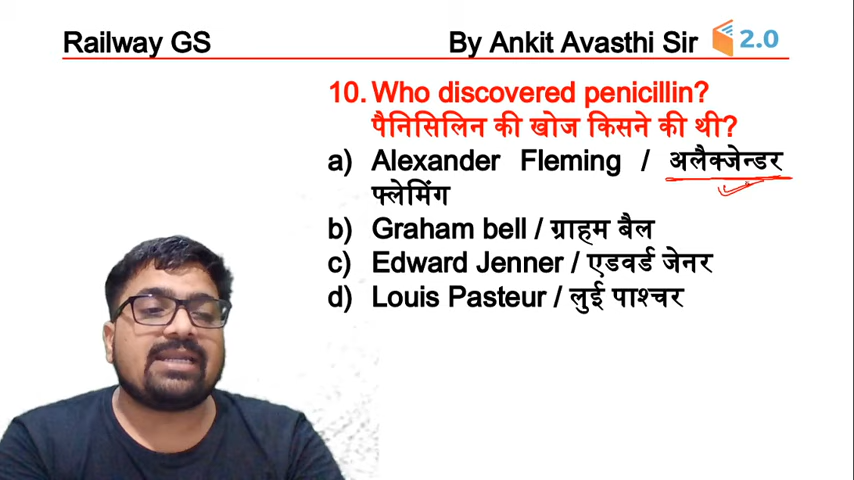 Railway GS By Ankit Avasthi Sir 2.0
10. Who discovered penicillin?
पैनिसिलिन की खोज किसने की थी?
a) Alexander Fleming / अलैक्जेन्डर
फ्लेमिंग
b) Graham bell / ग्राहम बैल
c) Edward Jenner / एडवर्ड जेनर
d) Louis Pasteur / लुई पाश्चर